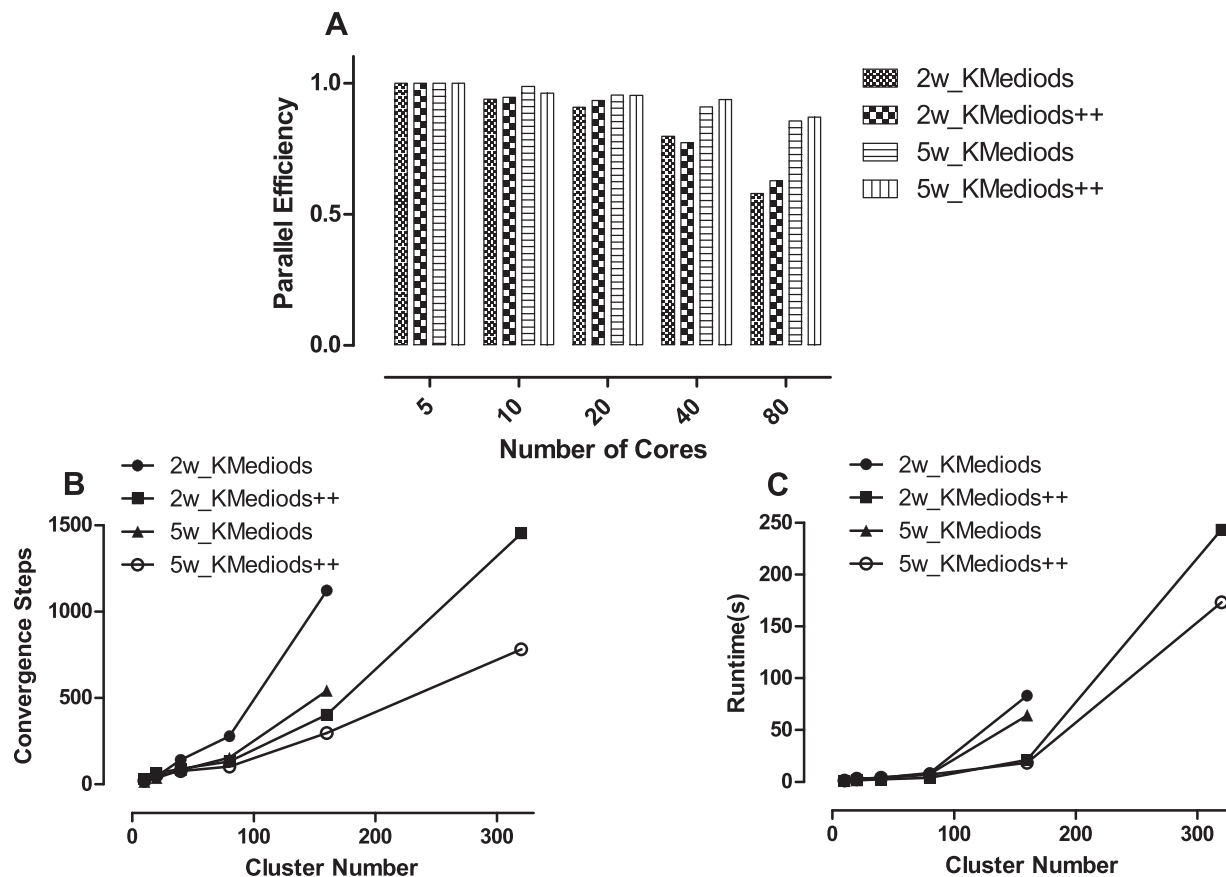 A
Parallel Efficiency
1.0
0.5
0.0
5
10
20
40
80
Number of Cores
2w_KMediods
2w_KMediods++
5w_KMediods
5w_KMediods++
B
2w_KMediods
2w_KMediods++
5w_KMediods
5w_KMediods++
Convergence Steps
1500
1000
500
0
0
100
200
300
Cluster Number
C
2w_KMediods
2w_KMediods++
5w_KMediods
5w_KMediods++
Runtime(s)
250
200
150
100
50
0
0
100
200
300
Cluster Number